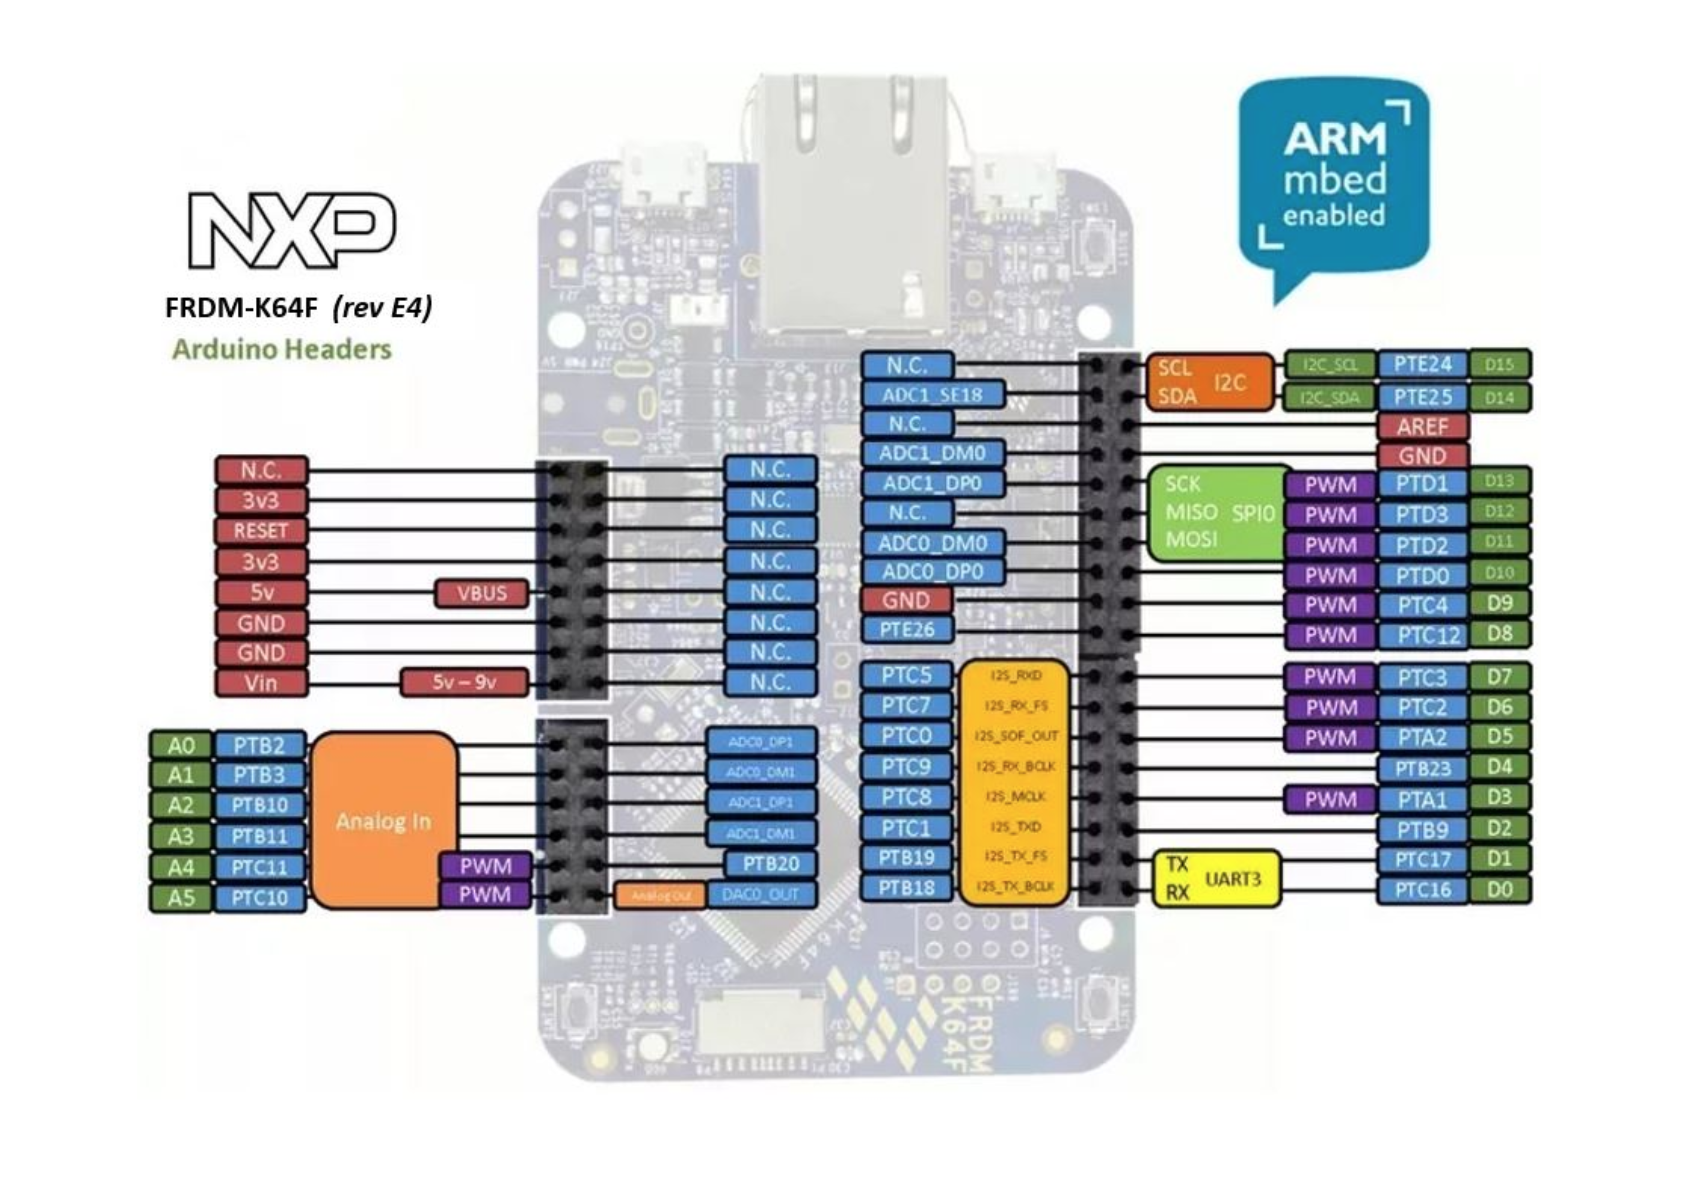 NXP
FRDM-K64F (rev E4)
Arduino Headers
ARM
mbed
enabled
N.C. N.C.
3v3 N.C.
RESET N.C.
3v3 N.C.
5v VBUS N.C.
GND N.C.
GND N.C.
Vin 5v – 9v N.C.
A0 PTB2 ADC0_DP1
A1 PTB3 ADC0_DM1
A2 PTB10 ADC1_DP1
Analog In
A3 PTB11 ADC1_DM1
A4 PTC11 PWM PTB20
A5 PTC10 PWM Analog Out DAC0_OUT
N.C. SCL I2C I2C_SCL PTE24 D15
ADC1_SE18 SDA I2C_SDA PTE25 D14
N.C. AREF
ADC1_DM0 GND
ADC1_DP0 SCK PWM PTD1 D13
N.C. MISO SPI0 PWM PTD3 D12
ADC0_DM0 MOSI PWM PTD2 D11
ADC0_DP0 PWM PTD0 D10
GND PWM PTC4 D9
PTE26 PWM PTC12 D8
PTC5 I2S_RXD PWM PTC3 D7
PTC7 I2S_RX_FS PWM PTC2 D6
PTC0 I2S_SOF_OUT PWM PTA2 D5
PTC9 I2S_RX_BCLK PTB23 D4
PTC8 I2S_MCLK PWM PTA1 D3
PTC1 I2S_TXD PTB9 D2
PTB19 I2S_TX_FS TX UART3 PTC17 D1
PTB18 I2S_TX_BCLK RX PTC16 D0
FRDM
K64F